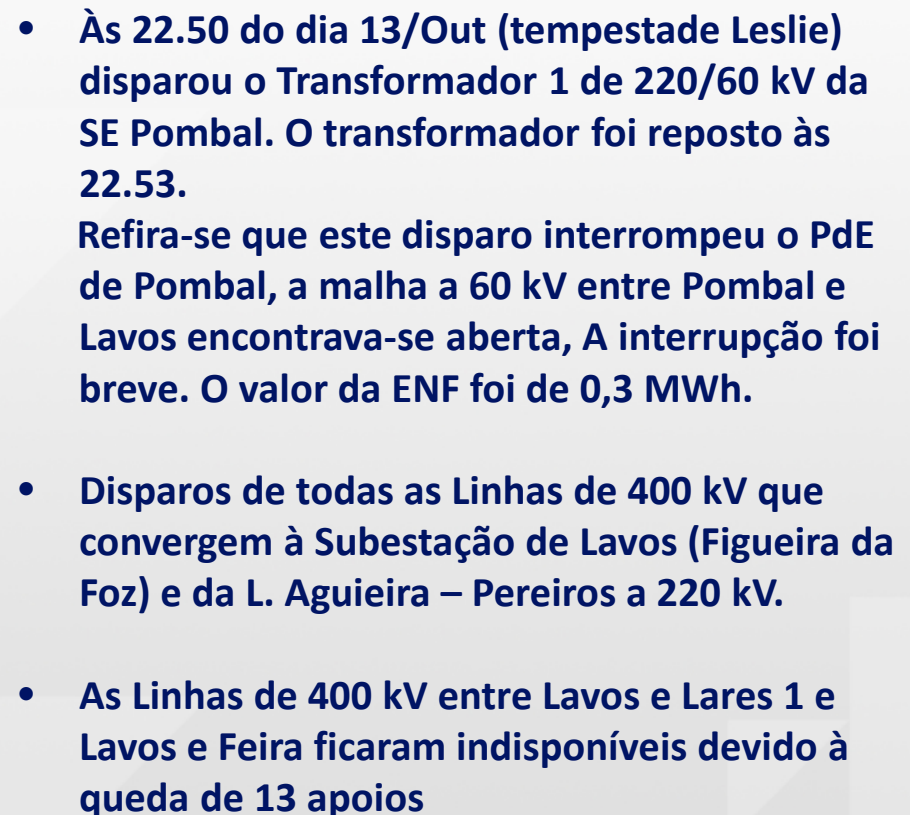 • Às 22.50 do dia 13/Out (tempestade Leslie)
disparou o Transformador 1 de 220/60 kV da
SE Pombal. O transformador foi reposto às
22.53.
Refira-se que este disparo interrompeu o PdE
de Pombal, a malha a 60 kV entre Pombal e
Lavos encontrava-se aberta, A interrupção foi
breve. O valor da ENF foi de 0,3 MWh.
• Disparos de todas as Linhas de 400 kV que
convergem à Subestação de Lavos (Figueira da
Foz) e da L. Aguieira – Pereiros a 220 kV.
• As Linhas de 400 kV entre Lavos e Lares 1 e
Lavos e Feira ficaram indisponíveis devido à
queda de 13 apoios